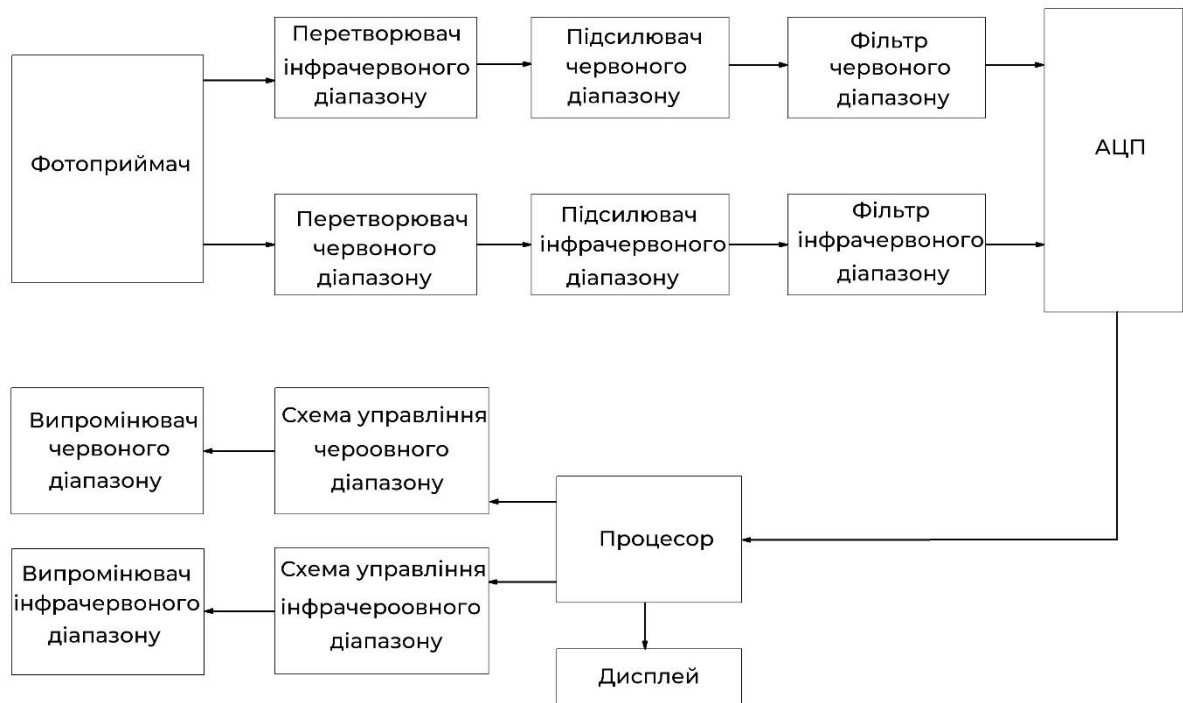 Фотоприймач
Перетворювач
інфрачервоного
діапазону
Підсилювач
червоного
діапазону
Фільтр
червоного
діапазону
АЦП
Перетворювач
червоного
діапазону
Підсилювач
інфрачервоного
діапазону
Фільтр
інфрачервоного
діапазону
Випромінювач
червоного
діапазону
Схема управління
чероовного
діапазону
Процесор
Випромінювач
інфрачервоного
діапазону
Схема управління
інфрачероовного
діапазону
Дисплей